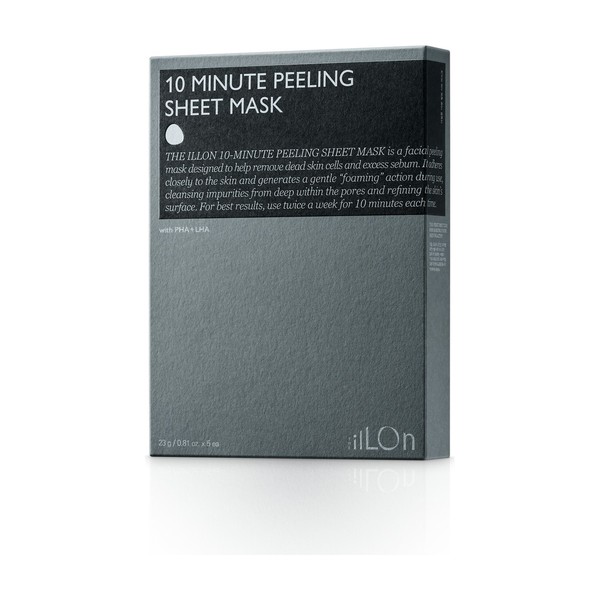 10 MINUTE PEELING
SHEET MASK
THE ILLON 10-MINUTE PEELING SHEET MASK is a facial peeling
mask designed to help remove dead skin cells and excess sebum. It adheres
closely to the skin and generates a gentle “foaming” action during use,
cleansing impurities from deep within the pores and refining the skin's
surface. For best results, use twice a week for 10 minutes each time.
with PHA + LHA
23 g / 0.81 oz. x 5 ea
ilLOn